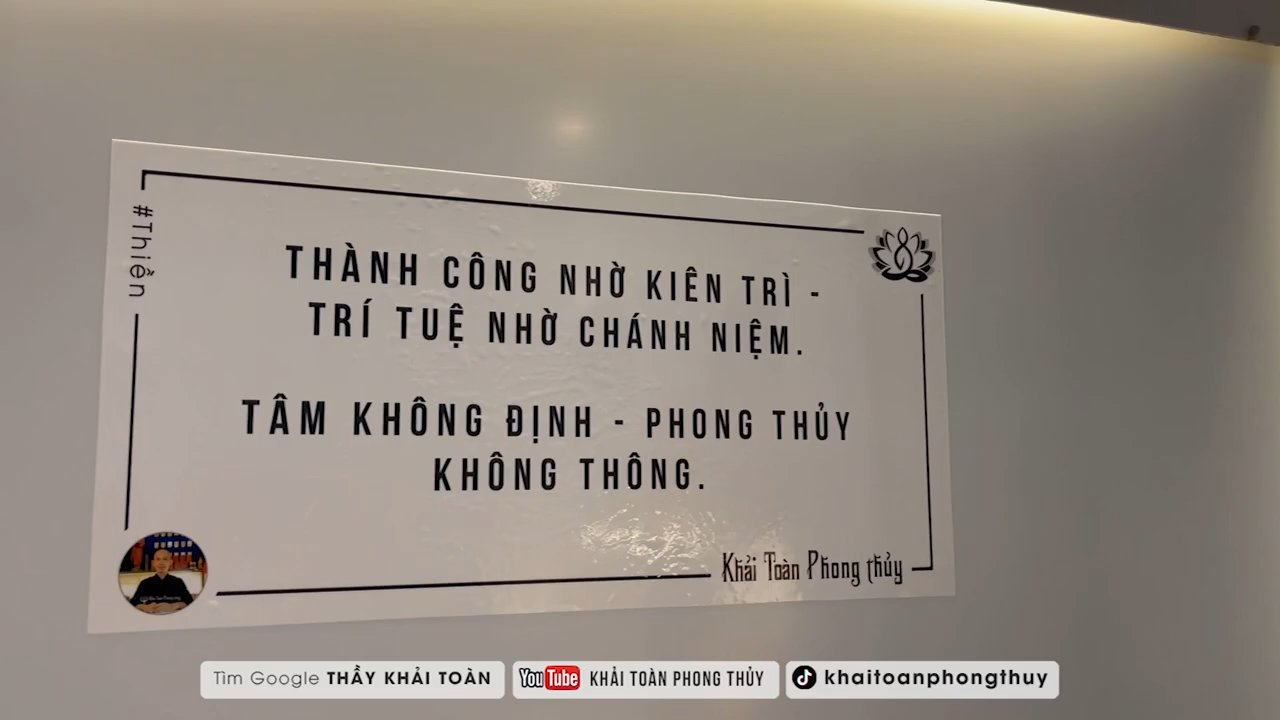 #Thiền
THÀNH CÔNG NHỜ KIÊN TRÌ -
TRÍ TUỆ NHỜ CHÁNH NIỆM.
TÂM KHÔNG ĐỊNH - PHONG THỦY
KHÔNG THÔNG.
Khải Toàn Phong thủy
Tìm Google THẦY KHẢI TOÀN
YouTube KHẢI TOÀN PHONG THỦY
khaitoanphongthuy